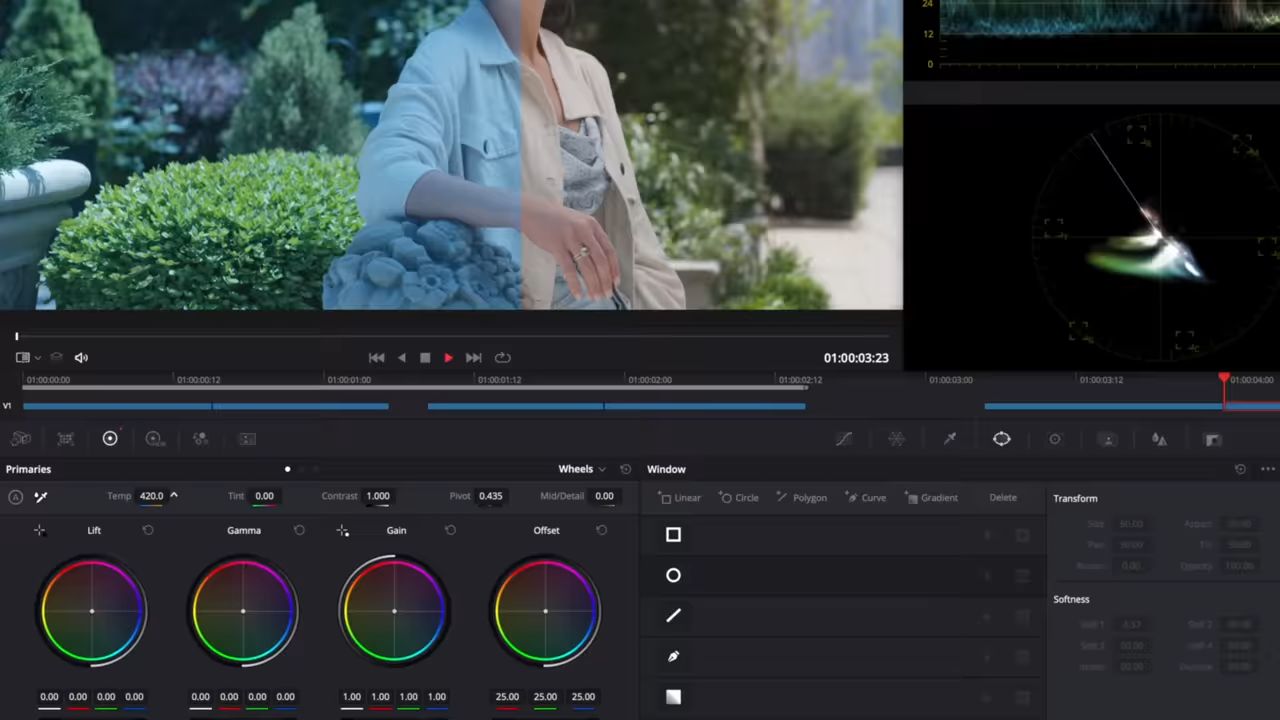 24
12
0
01:00:03:23
01:00:00:00
01:00:00:12
01:00:01:00
01:00:01:12
01:00:02:00
01:00:02:12
01:00:03:00
01:00:03:12
01:00:04:00
V1
Primaries
Wheels
Window
Temp 420.0
Tint 0.00
Contrast 1.000
Pivot 0.435
Mid/Detail 0.00
Linear
Circle
Polygon
Curve
Gradient
Delete
Transform
Lift
Gamma
Gain
Offset
Softness
0.00 0.00 0.00 0.00
0.00 0.00 0.00 0.00
1.00 1.00 1.00 1.00
25.00 25.00 25.00